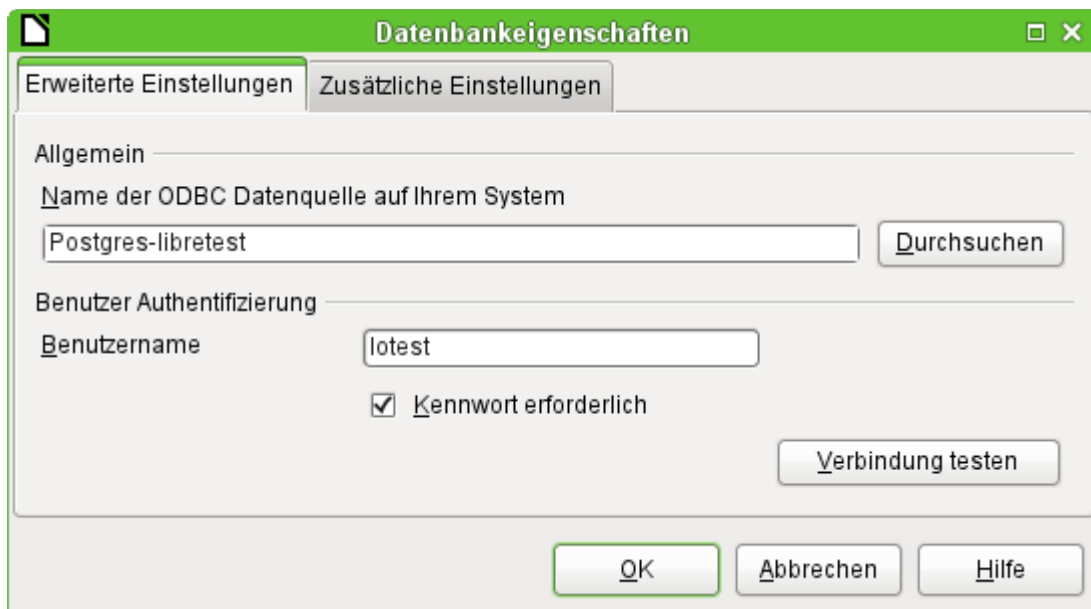 Datenbankeigenschaften
Erweiterte Einstellungen Zusätzliche Einstellungen
Allgemein
Name der ODBC Datenquelle auf Ihrem System
Postgres-libretest Durchsuchen
Benutzer Authentifizierung
Benutzername lotest
Kennwort erforderlich
Verbindung testen
OK Abbrechen Hilfe